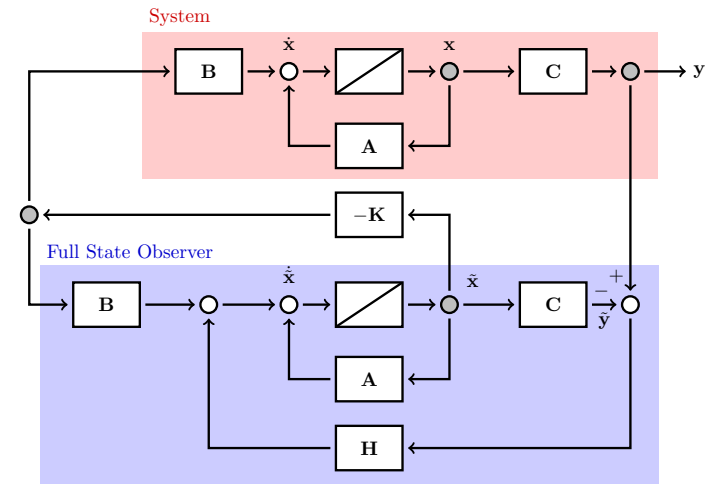 System
ẋ
x
B
C
y
A
−K
Full State Observer
x̃̇
x̃
+
B
C
−
ỹ
A
H